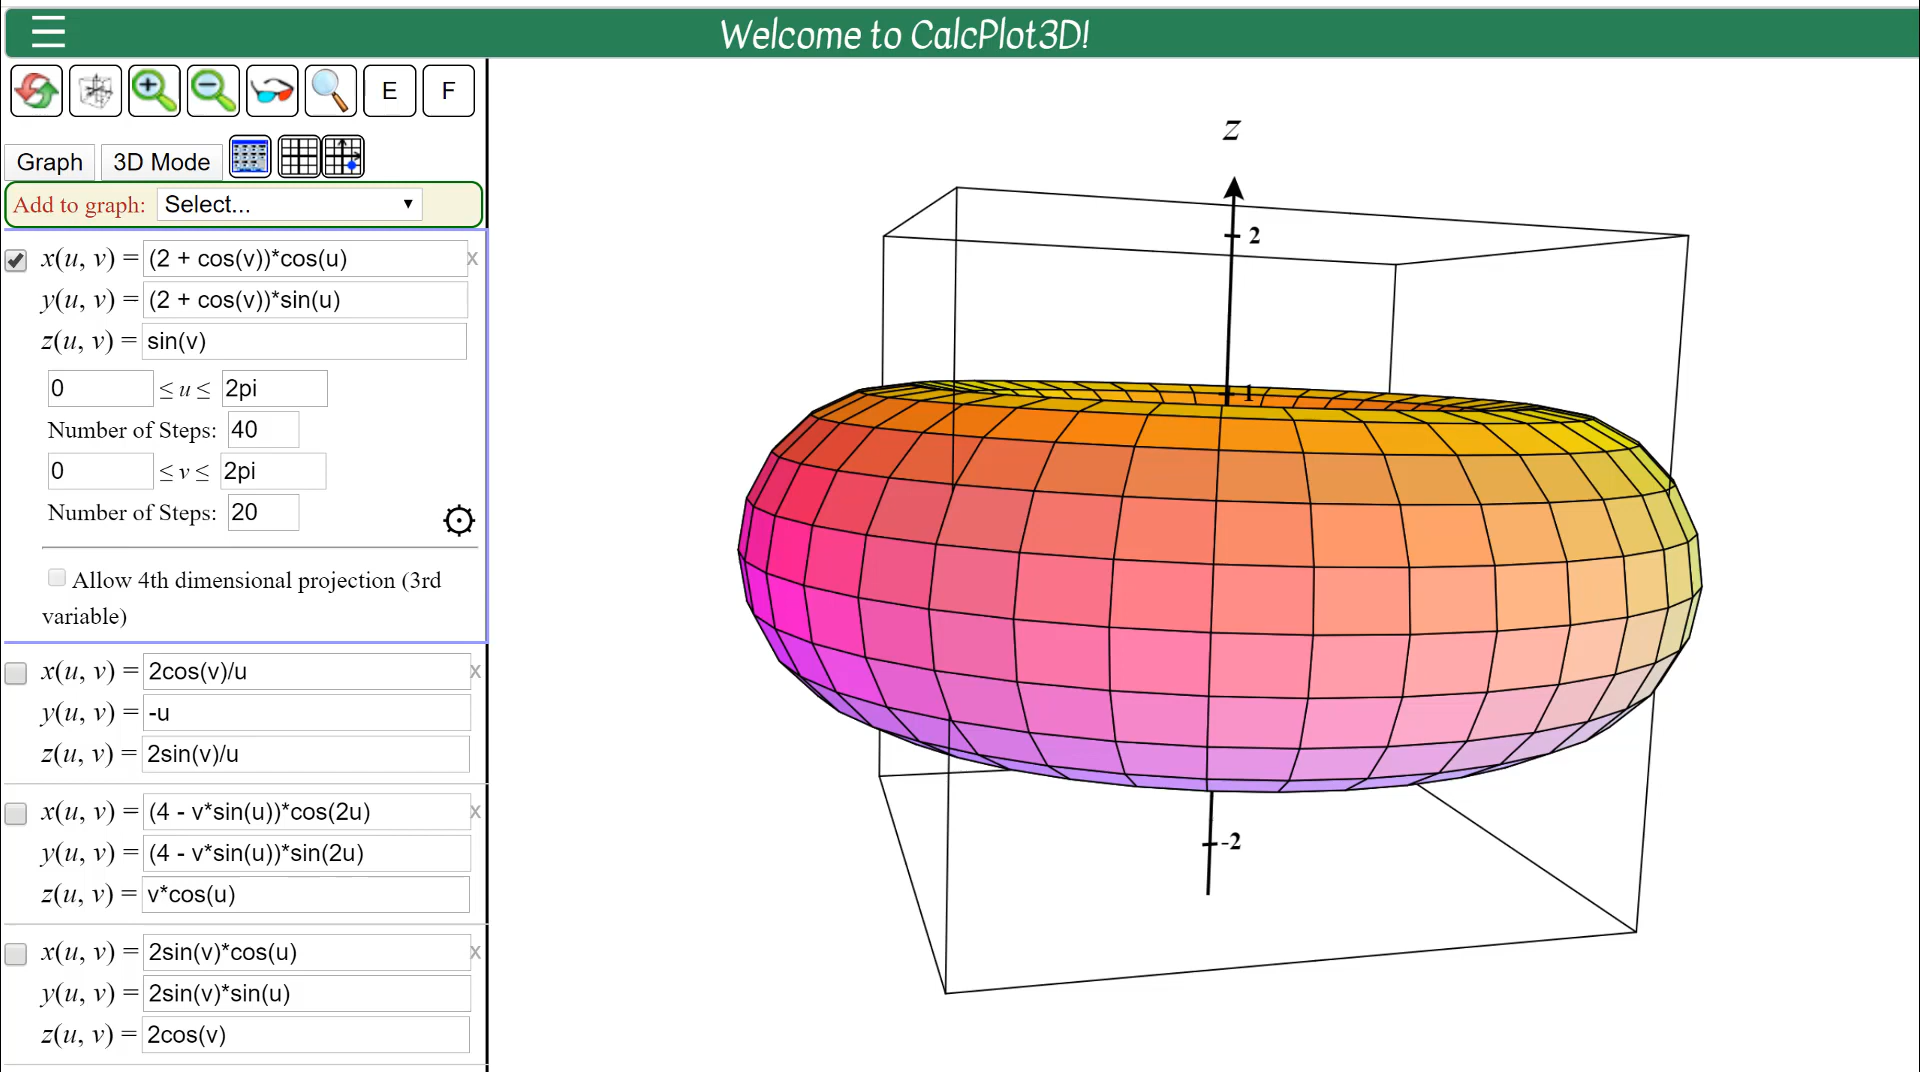 Welcome to CalcPlot3D!
E F
Graph 3D Mode
Add to graph: Select...
x(u, v) = (2 + cos(v))*cos(u) x
y(u, v) = (2 + cos(v))*sin(u)
z(u, v) = sin(v)
0 ≤ u ≤ 2pi
Number of Steps: 40
0 ≤ v ≤ 2pi
Number of Steps: 20
Allow 4th dimensional projection (3rd
variable)
x(u, v) = 2cos(v)/u x
y(u, v) = -u
z(u, v) = 2sin(v)/u
x(u, v) = (4 - v*sin(u))*cos(2u) x
y(u, v) = (4 - v*sin(u))*sin(2u)
z(u, v) = v*cos(u)
x(u, v) = 2sin(v)*cos(u) x
y(u, v) = 2sin(v)*sin(u)
z(u, v) = 2cos(v)
z
2
1
-2